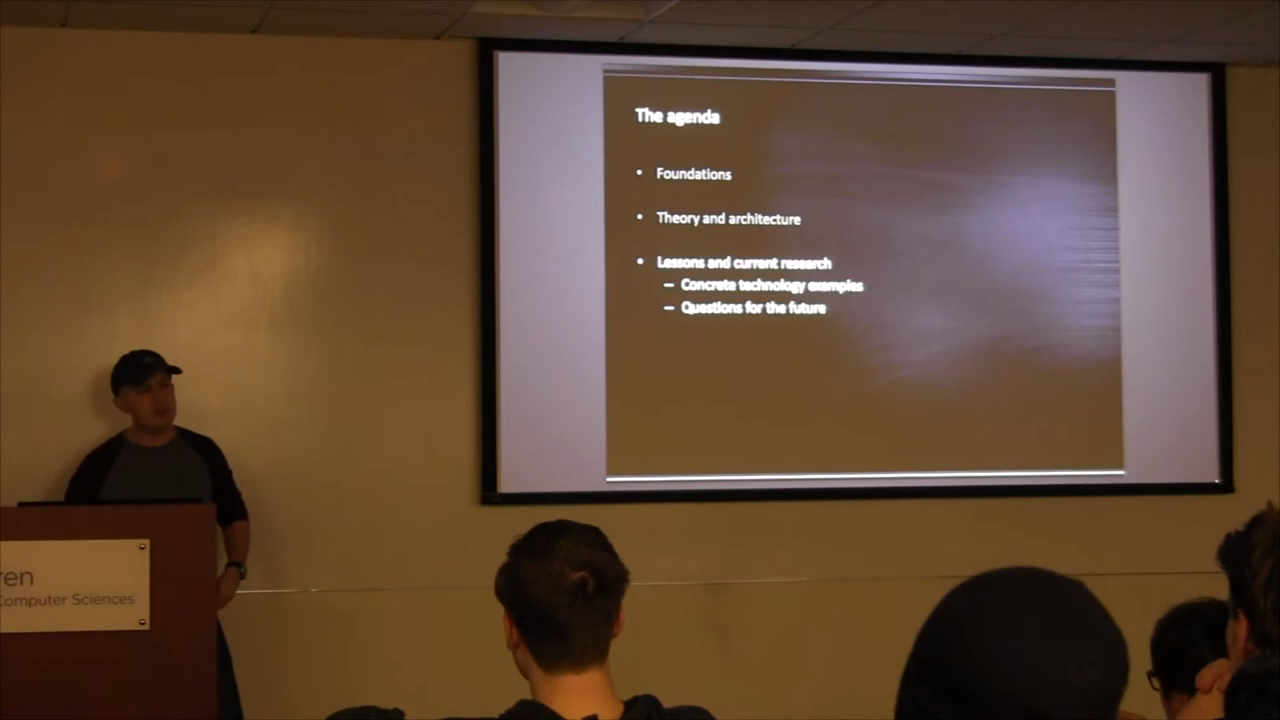 The agenda
• Foundations
• Theory and architecture
• Lessons and current research
– Concrete technology examples
– Questions for the future
ren
Computer Sciences